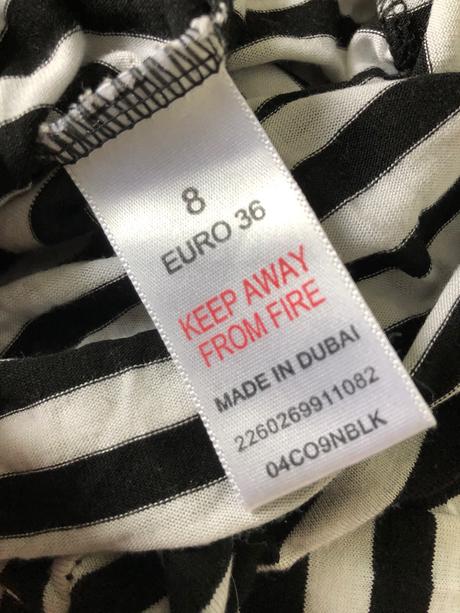 8
EURO 36
KEEP AWAY
FROM FIRE
MADE IN DUBAI
2260269911082
04CO9NBLK